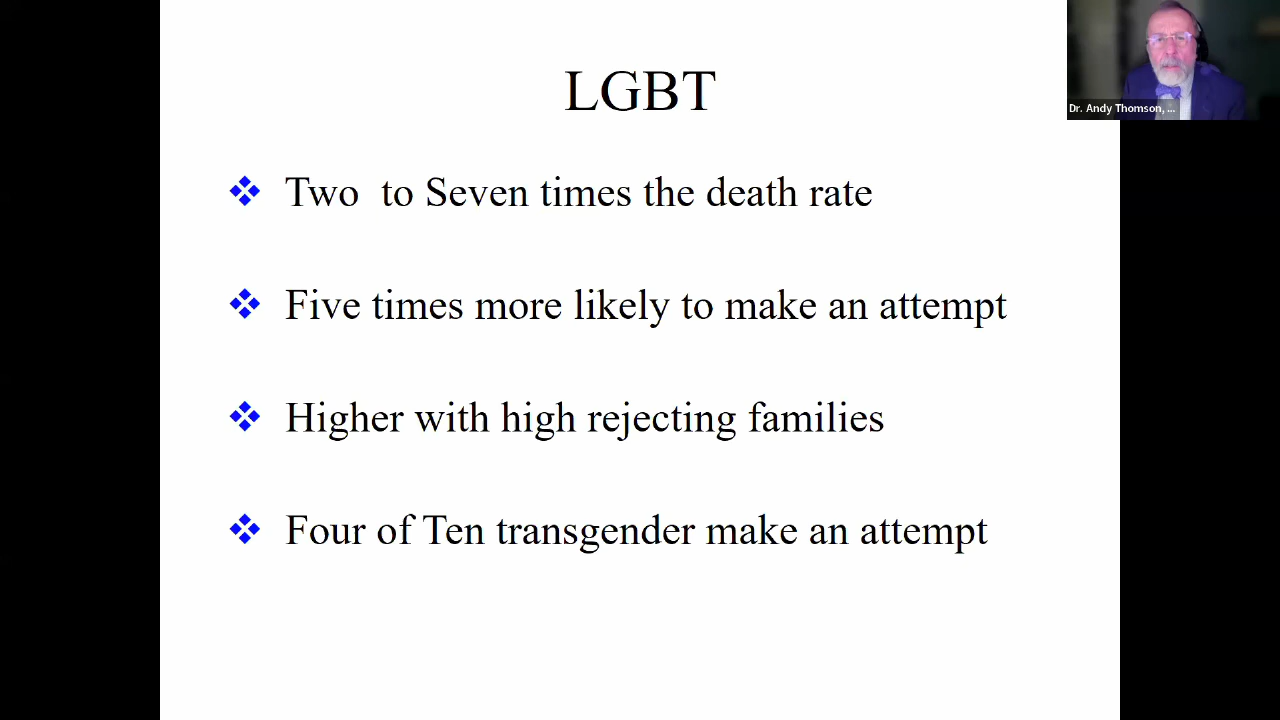 LGBT
Dr. Andy Thomson, ...
❖ Two to Seven times the death rate
❖ Five times more likely to make an attempt
❖ Higher with high rejecting families
❖ Four of Ten transgender make an attempt